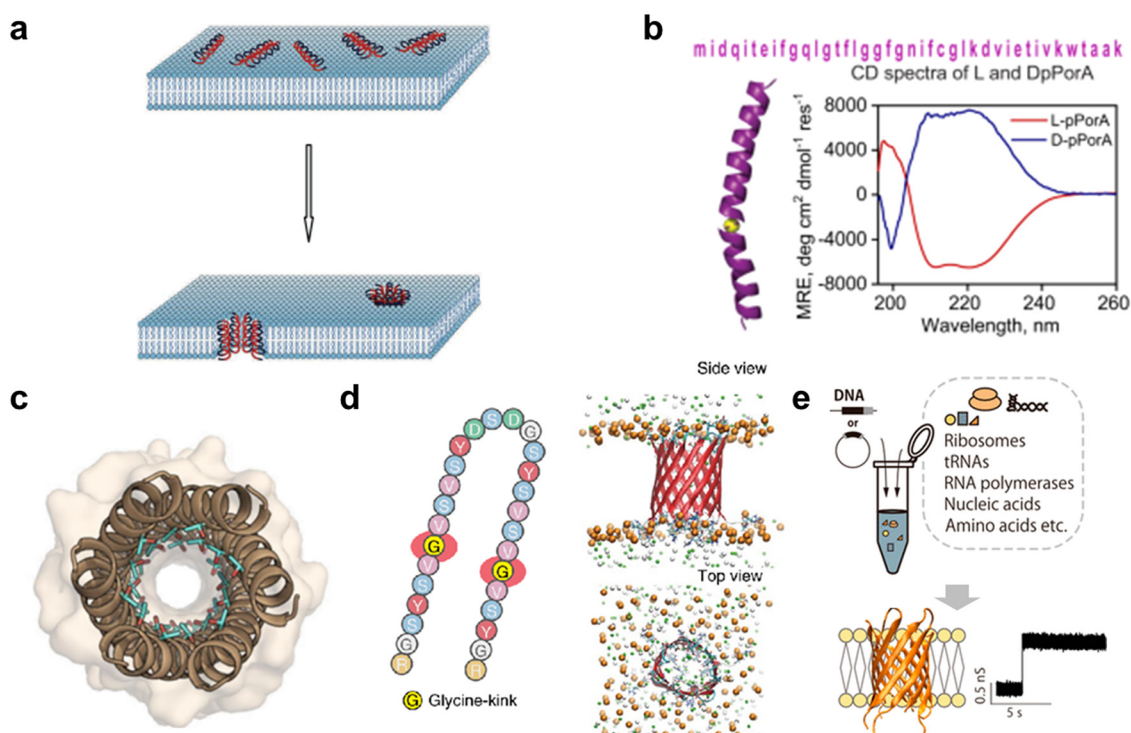 a
b
midqiteifgqlgtflggfgnifcglkdvietivkwtaak
CD spectra of L and DpPorA
MRE, deg cm² dmol⁻¹ res⁻¹
8000
4000
0
-4000
-8000
L-pPorA
D-pPorA
200 220 240 260
Wavelength, nm
c
d
RGSYSVGVSVSYDSDGSYSVSVGVSYGR
G Glycine-kink
Side view
Top view
e
DNA
or
Ribosomes
tRNAs
RNA polymerases
Nucleic acids
Amino acids etc.
0.5 nS
5 s